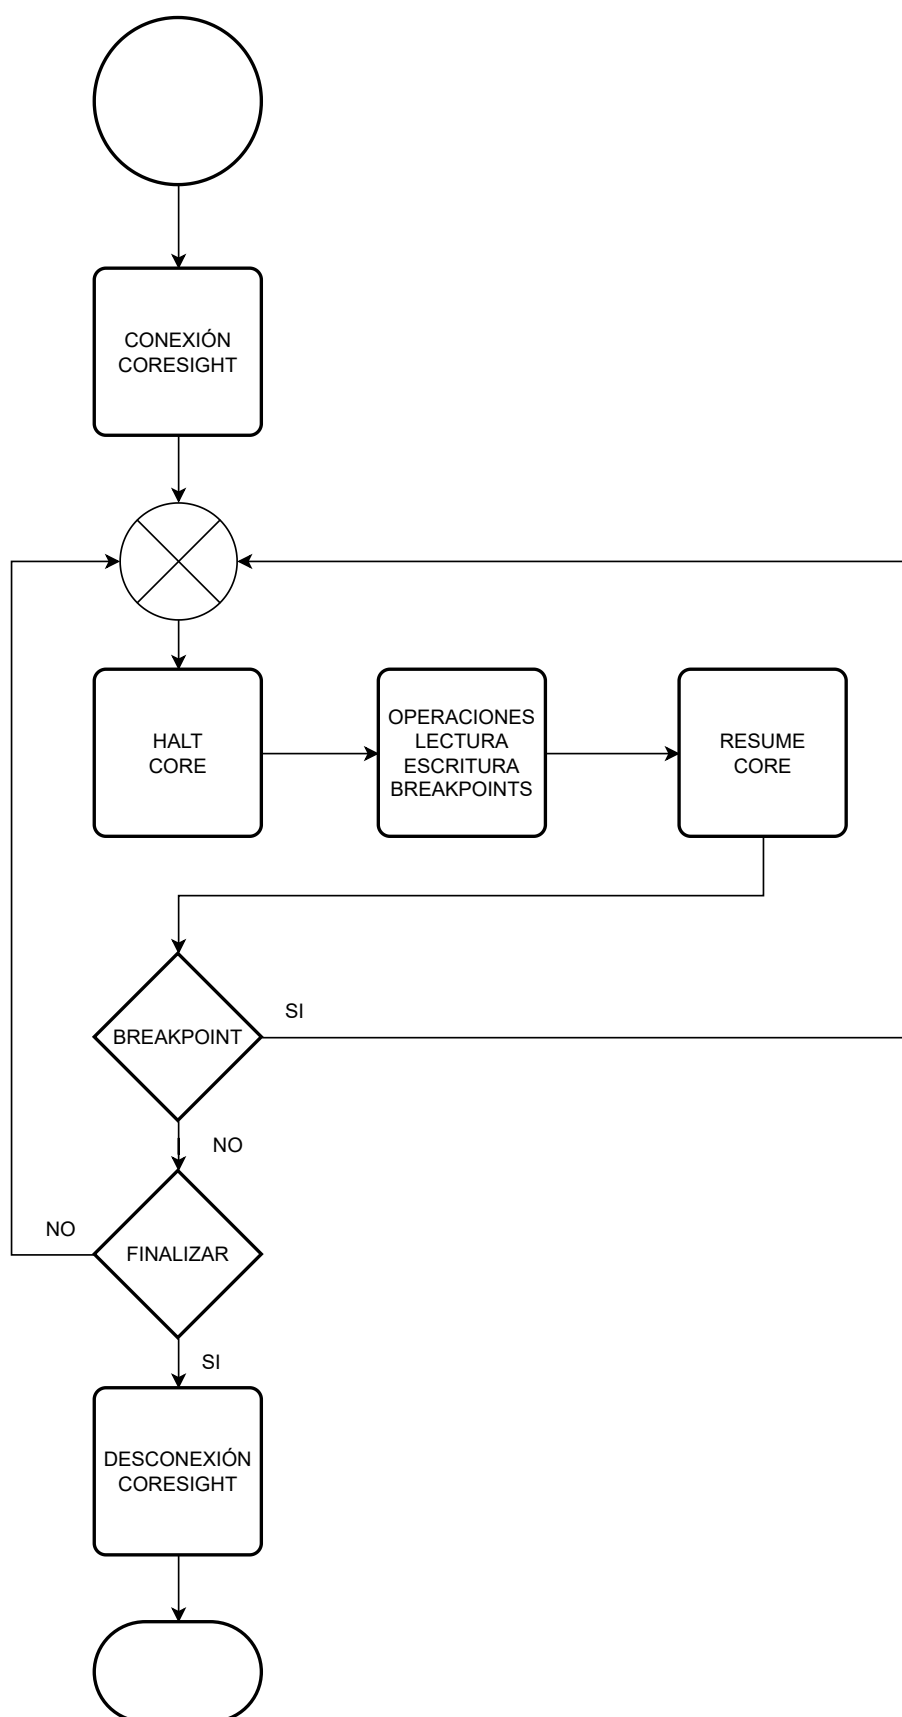 CONEXIÓN
CORESIGHT
HALT
CORE
OPERACIONES
LECTURA
ESCRITURA
BREAKPOINTS
RESUME
CORE
BREAKPOINT
SI
NO
FINALIZAR
NO
SI
DESCONEXIÓN
CORESIGHT